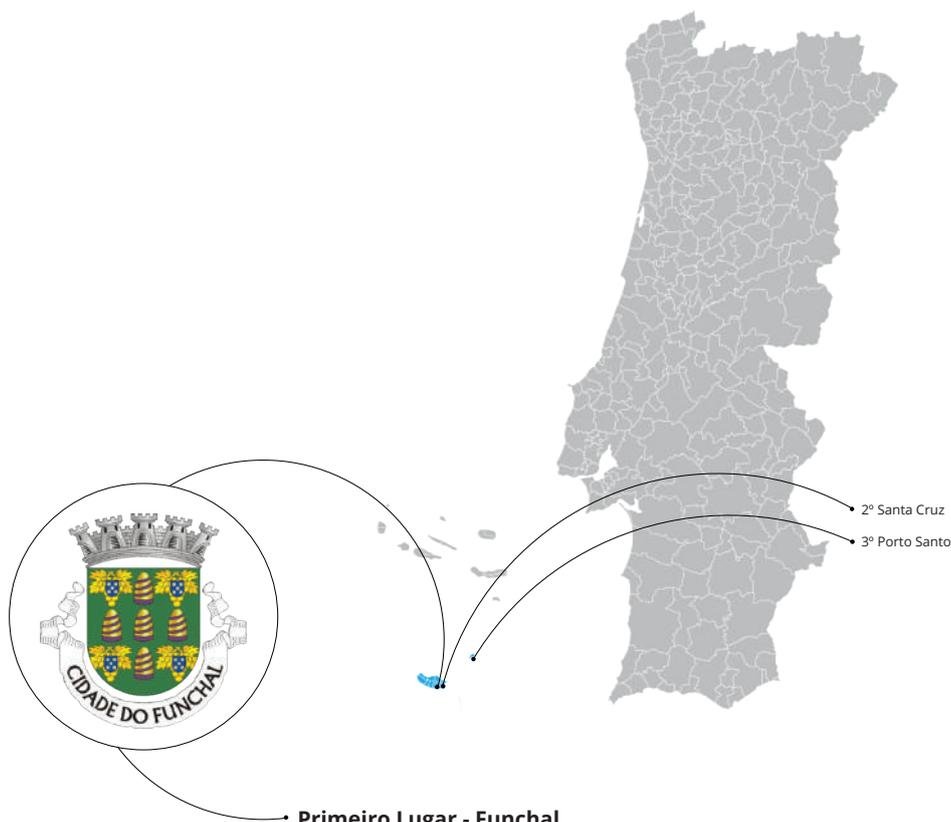 2º Santa Cruz
3º Porto Santo
CIDADE DO FUNCHAL
Primeiro Lugar - Funchal